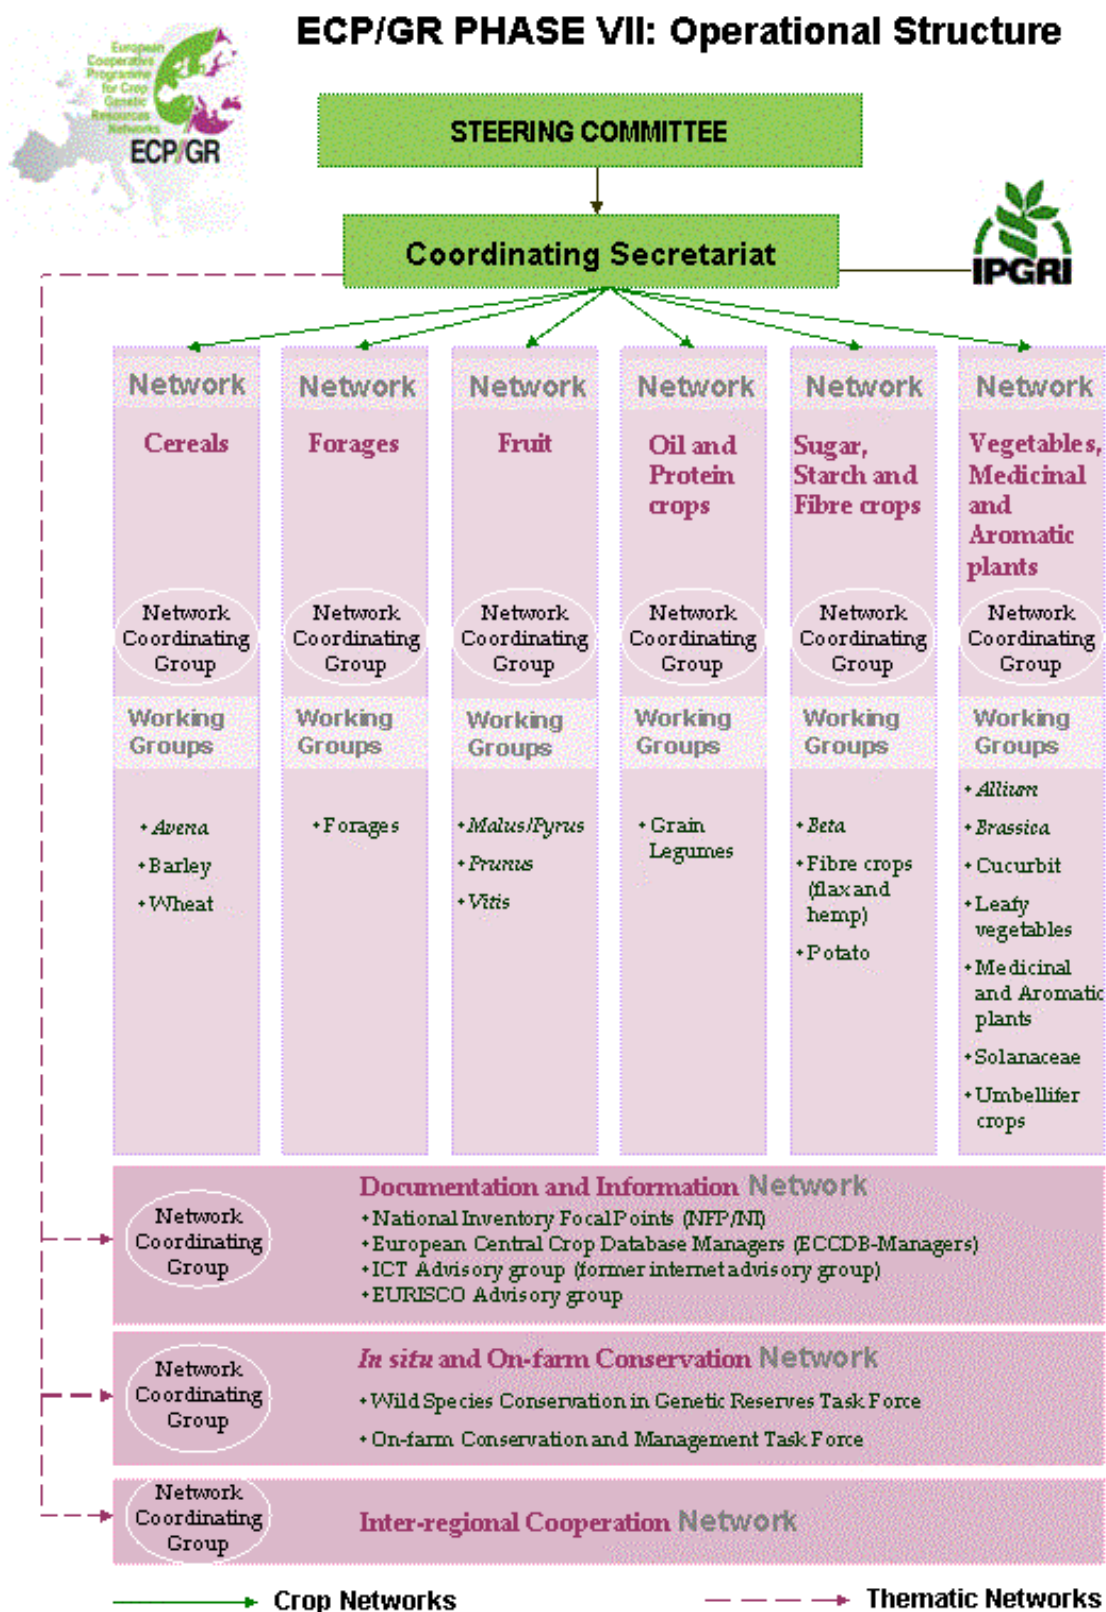 ECP/GR PHASE VII: Operational Structure
European
Cooperative
Programme
for Crop
Genetic
Resources
Networks
ECP/GR
STEERING COMMITTEE
Coordinating Secretariat
IPGRI
Network
Cereals
Network
Coordinating
Group
Working
Groups
• Avena
• Barley
• Wheat
Network
Forages
Network
Coordinating
Group
Working
Groups
• Forages
Network
Fruit
Network
Coordinating
Group
Working
Groups
• Malus/Pyrus
• Prunus
• Vitis
Network
Oil and
Protein
crops
Network
Coordinating
Group
Working
Groups
• Grain
Legumes
Network
Sugar,
Starch and
Fibre crops
Network
Coordinating
Group
Working
Groups
• Beta
• Fibre crops
(flax and
hemp)
• Potato
Network
Vegetables,
Medicinal
and
Aromatic
plants
Network
Coordinating
Group
Working
Groups
• Allium
• Brassica
• Cucurbit
• Leafy
vegetables
• Medicinal
and Aromatic
plants
• Solanaceae
• Umbellifer
crops
Network
Coordinating
Group
Documentation and Information Network
• National Inventory Focal Points (NFP/NI)
• European Central Crop Database Managers (ECCDB-Managers)
• ICT Advisory group (former internet advisory group)
• EURISCO Advisory group
Network
Coordinating
Group
In situ and On-farm Conservation Network
• Wild Species Conservation in Genetic Reserves Task Force
• On-farm Conservation and Management Task Force
Network
Coordinating
Group
Inter-regional Cooperation Network
Crop Networks
Thematic Networks